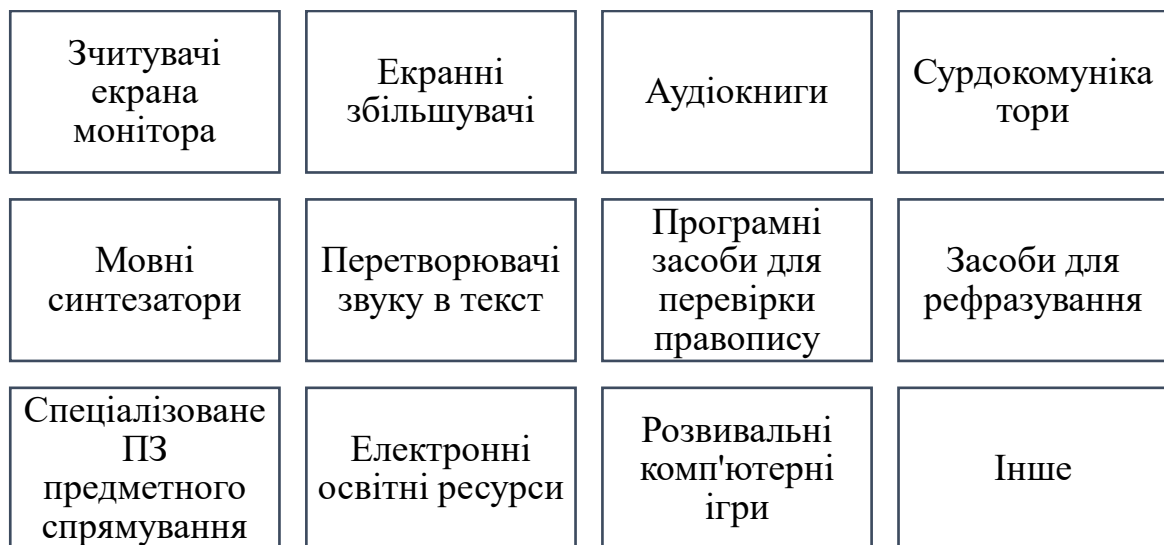 Зчитувачі
екрана
монітора
Екранні
збільшувачі
Аудіокниги
Сурдокомуніка
тори
Мовні
синтезатори
Перетворювачі
звуку в текст
Програмні
засоби для
перевірки
правопису
Засоби для
рефразування
Спеціалізоване
ПЗ
предметного
спрямування
Електронні
освітні ресурси
Розвивальні
комп'ютерні
ігри
Інше